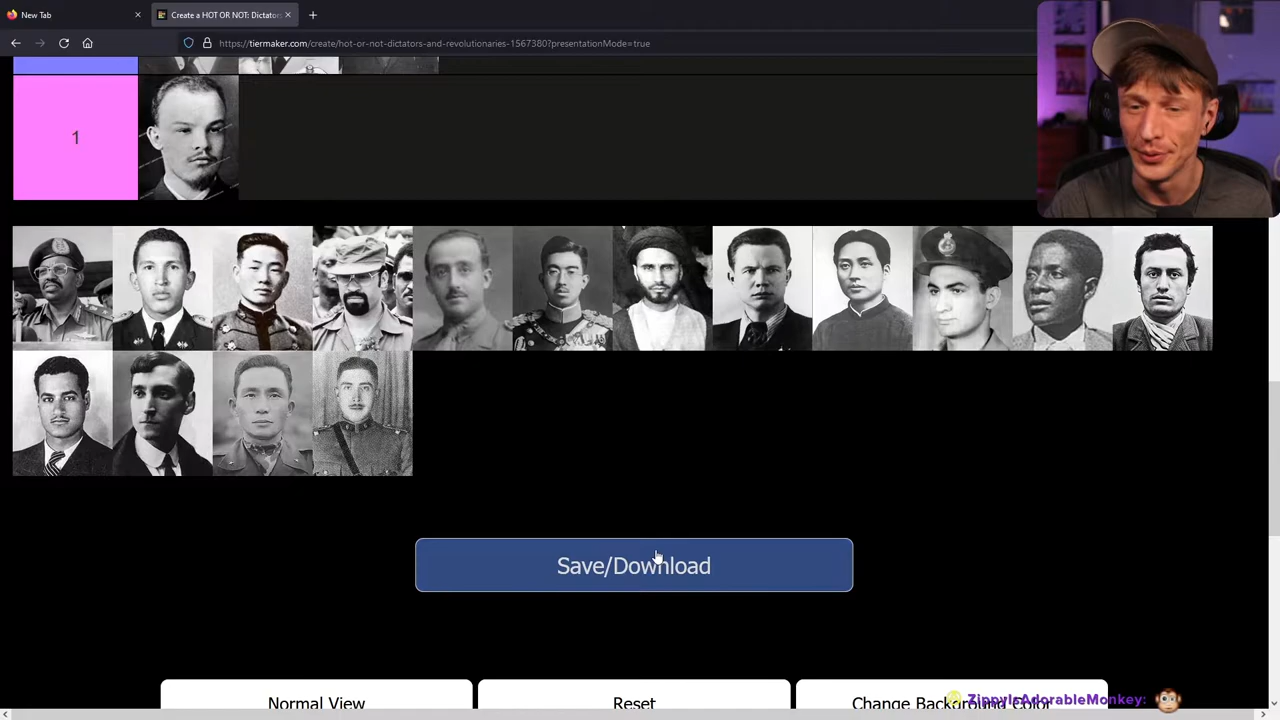 New Tab
Create a HOT OR NOT: Dictators
https://tiermaker.com/create/hot-or-not-dictators-and-revolutionaries-1567380?presentationMode=true
1
Save/Download
Normal View
Reset
Change Background Color
ZippyIsAdorableMonkey: